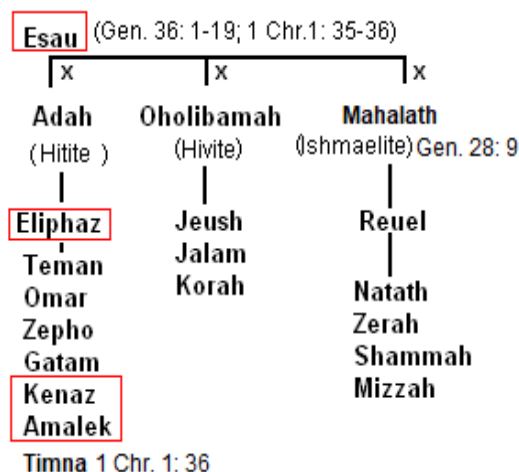 Esau (Gen. 36: 1-19; 1 Chr.1: 35-36)
x x x
Adah Oholibamah Mahalath
(Hitite ) (Hivite) (Ishmaelite) Gen. 28: 9
Eliphaz Jeush Reuel
Teman Jalam
Omar Korah Natath
Zepho Zerah
Gatam Shammah
Kenaz Mizzah
Amalek
Timna 1 Chr. 1: 36